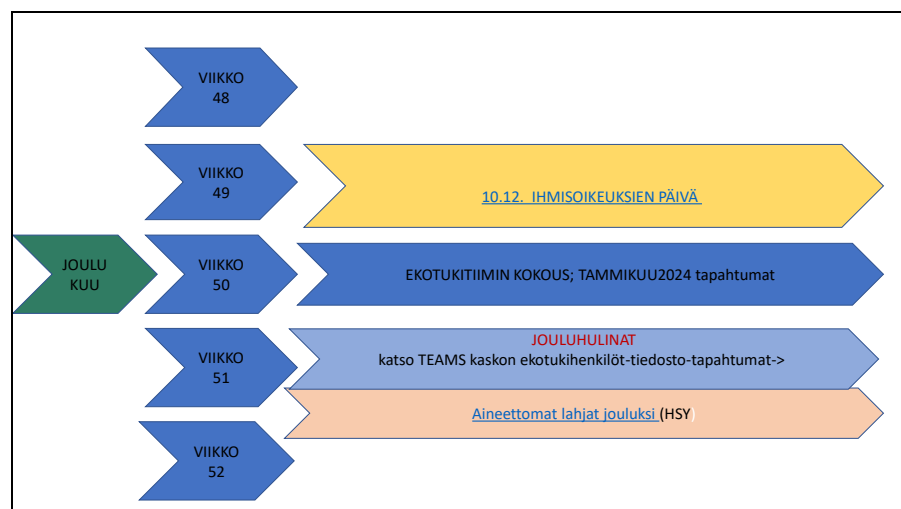 VIIKKO
48
VIIKKO
49
10.12. IHMISOIKEUKSIEN PÄIVÄ
JOULU
KUU
VIIKKO
50
EKOTUKITIIMIN KOKOUS; TAMMIKUU2024 tapahtumat
VIIKKO
51
JOULUHULINAT
katso TEAMS kaskon ekotukihenkilöt-tiedosto-tapahtumat->
Aineettomat lahjat jouluksi (HSY)
VIIKKO
52